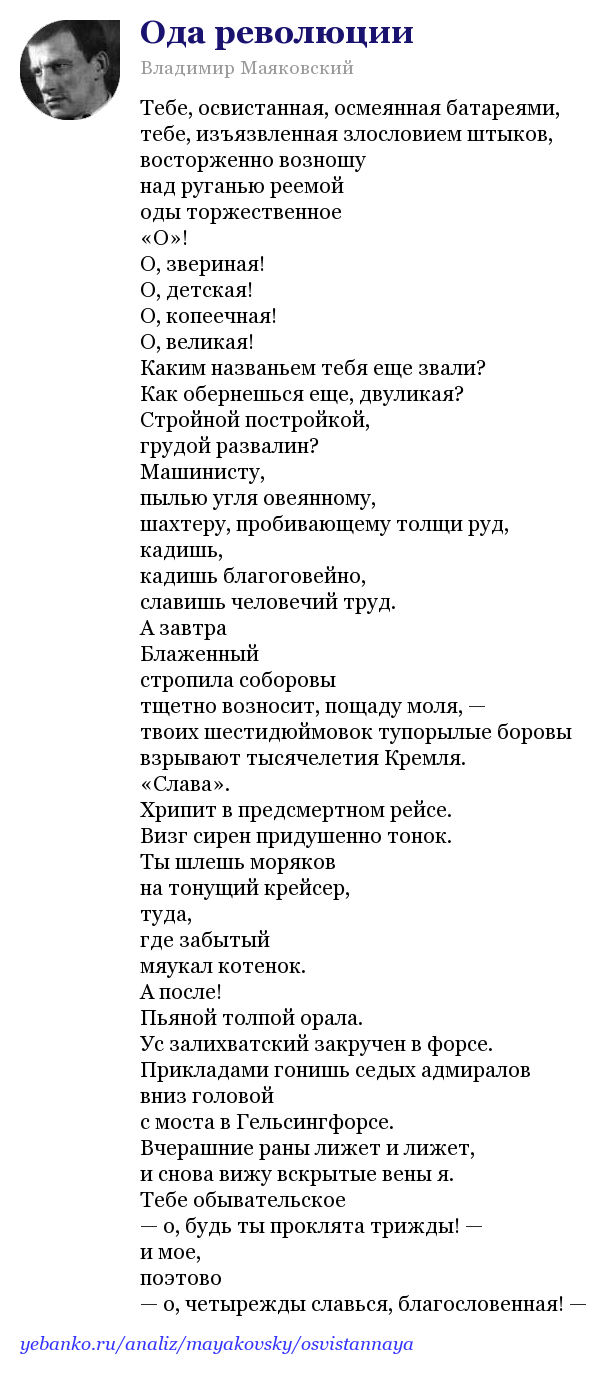 Ода революции
Владимир Маяковский
Тебе, освистанная, осмеянная батареями,
тебе, изъязвленная злословием штыков,
восторженно возношу
над руганью реемой
оды торжественное
«О»!
О, звериная!
О, детская!
О, копеечная!
О, великая!
Каким названьем тебя еще звали?
Как обернешься еще, двуликая?
Стройной постройкой,
грудой развалин?
Машинисту,
пылью угля овеянному,
шахтеру, пробивающему толщи руд,
кадишь,
кадишь благоговейно,
славишь человечий труд.
А завтра
Блаженный
стропила соборовы
тщетно возносит, пощаду моля, —
твоих шестидюймовок тупорылые боровы
взрывают тысячелетия Кремля.
«Слава».
Хрипит в предсмертном рейсе.
Визг сирен придушенно тонок.
Ты шлешь моряков
на тонущий крейсер,
туда,
где забытый
мяукал котенок.
А после!
Пьяной толпой орала.
Ус залихватский закручен в форсе.
Прикладами гонишь седых адмиралов
вниз головой
с моста в Гельсингфорсе.
Вчерашние раны лижет и лижет,
и снова вижу вскрытые вены я.
Тебе обывательское
— о, будь ты проклята трижды! —
и мое,
поэтово
— о, четырежды славься, благословенная! —
yebanko.ru/analiz/mayakovsky/osvistannaya